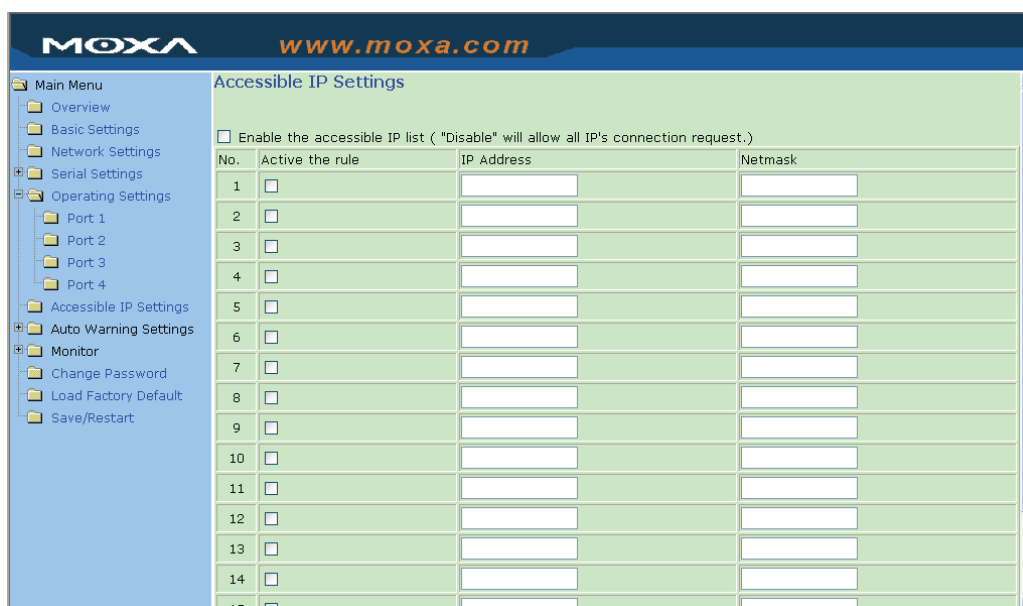 MOXA www.moxa.com
Main Menu
Overview
Basic Settings
Network Settings
Serial Settings
Operating Settings
Port 1
Port 2
Port 3
Port 4
Accessible IP Settings
Auto Warning Settings
Monitor
Change Password
Load Factory Default
Save/Restart
Accessible IP Settings
Enable the accessible IP list ( "Disable" will allow all IP's connection request.)
No. Active the rule IP Address Netmask
1
2
3
4
5
6
7
8
9
10
11
12
13
14